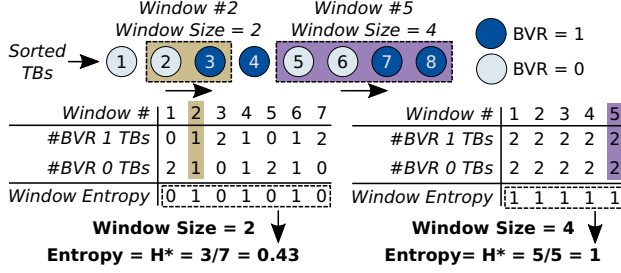 Window #2
Window Size = 2
Window #5
Window Size = 4
Sorted
TBs
1 2 3 4 5 6 7 8
BVR = 1
BVR = 0
Window # 1 2 3 4 5 6 7
#BVR 1 TBs 0 1 2 1 0 1 2
#BVR 0 TBs 2 1 0 1 2 1 0
Window Entropy 0 1 0 1 0 1 0
Window Size = 2
Entropy = H* = 3/7 = 0.43
Window # 1 2 3 4 5
#BVR 1 TBs 2 2 2 2 2
#BVR 0 TBs 2 2 2 2 2
Window Entropy 1 1 1 1 1
Window Size = 4
Entropy= H* = 5/5 = 1